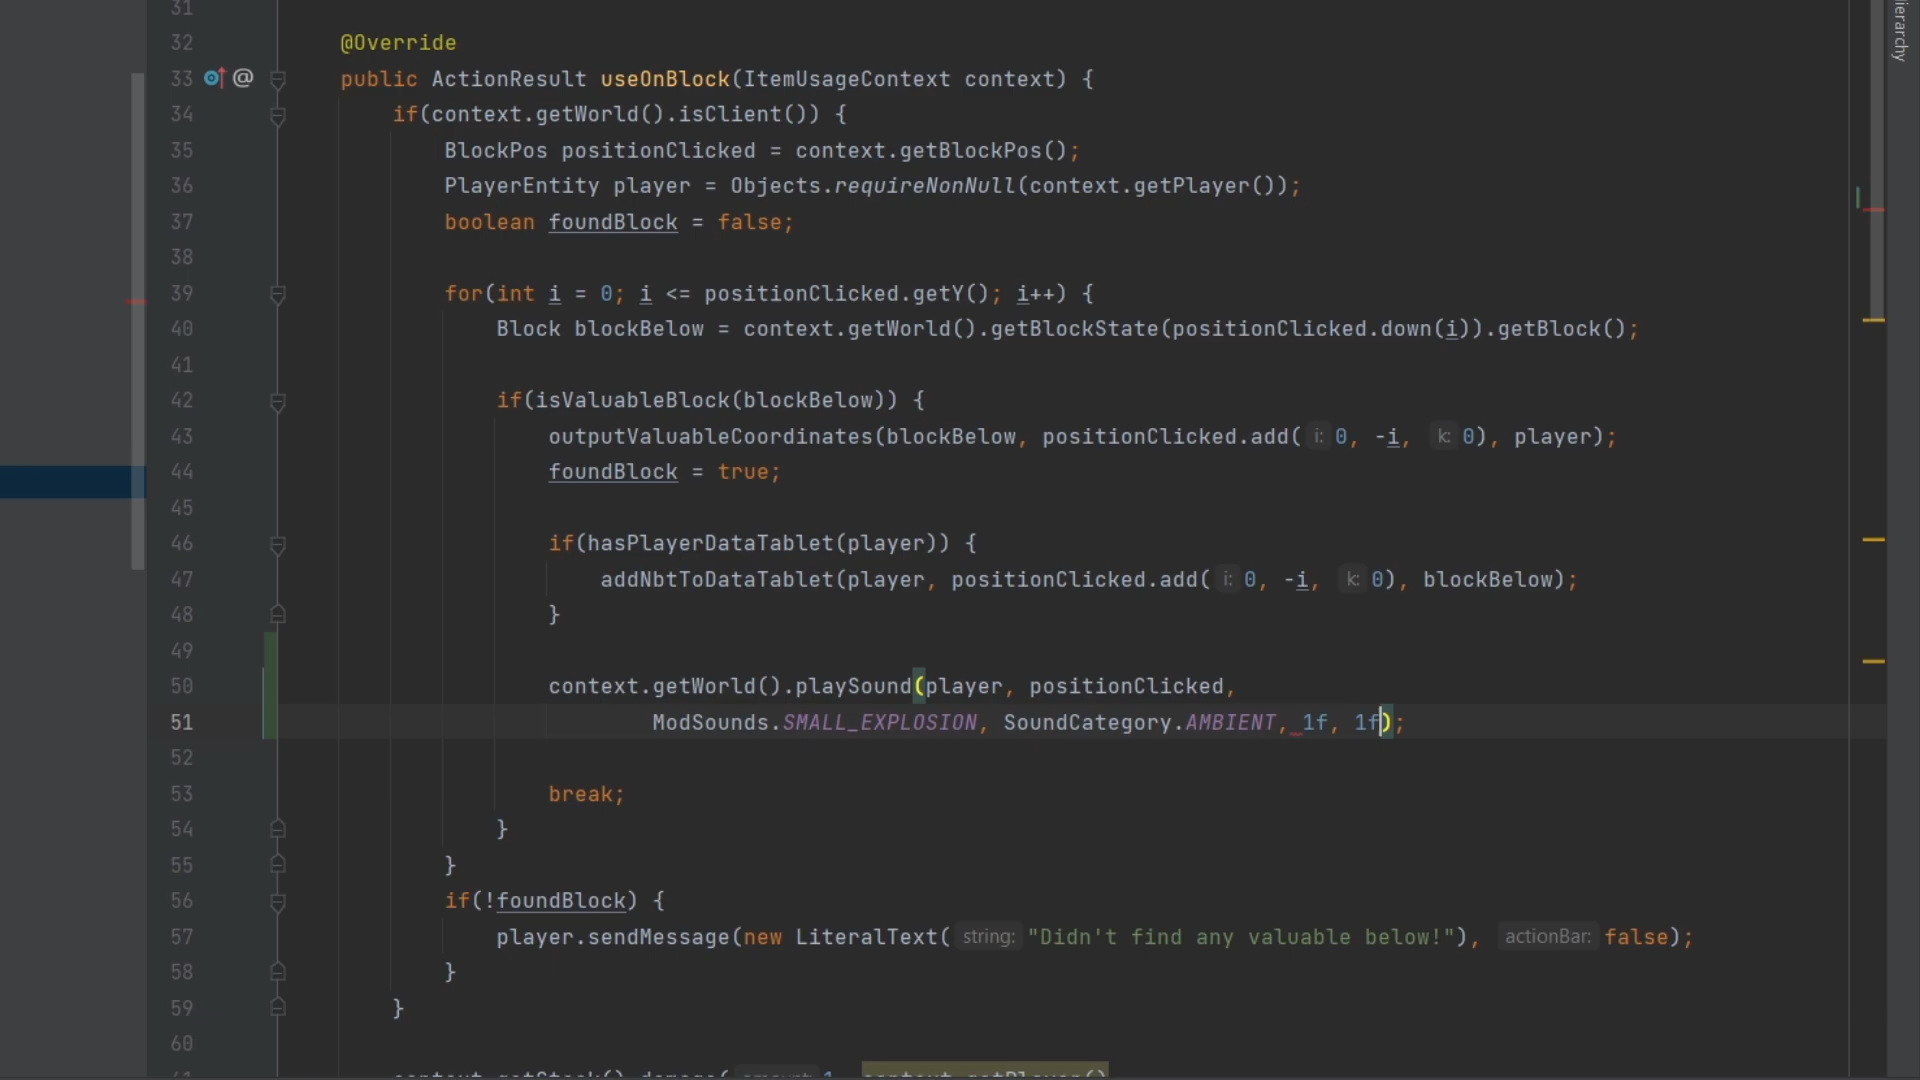 31
32 @Override
33 @ public ActionResult useOnBlock(ItemUsageContext context) {
34 if(context.getWorld().isClient()) {
35 BlockPos positionClicked = context.getBlockPos();
36 PlayerEntity player = Objects.requireNonNull(context.getPlayer());
37 boolean foundBlock = false;
38
39 for(int i = 0; i <= positionClicked.getY(); i++) {
40 Block blockBelow = context.getWorld().getBlockState(positionClicked.down(i)).getBlock();
41
42 if(isValuableBlock(blockBelow)) {
43 outputValuableCoordinates(blockBelow, positionClicked.add( i: 0, -i, k: 0), player);
44 foundBlock = true;
45
46 if(hasPlayerDataTablet(player)) {
47 addNbtToDataTablet(player, positionClicked.add( i: 0, -i, k: 0), blockBelow);
48 }
49
50 context.getWorld().playSound(player, positionClicked,
51 ModSounds.SMALL_EXPLOSION, SoundCategory.AMBIENT, 1f, 1f);
52
53 break;
54 }
55 }
56 if(!foundBlock) {
57 player.sendMessage(new LiteralText( string: "Didn't find any valuable below!"), actionBar: false);
58 }
59 }
60
ierarchy